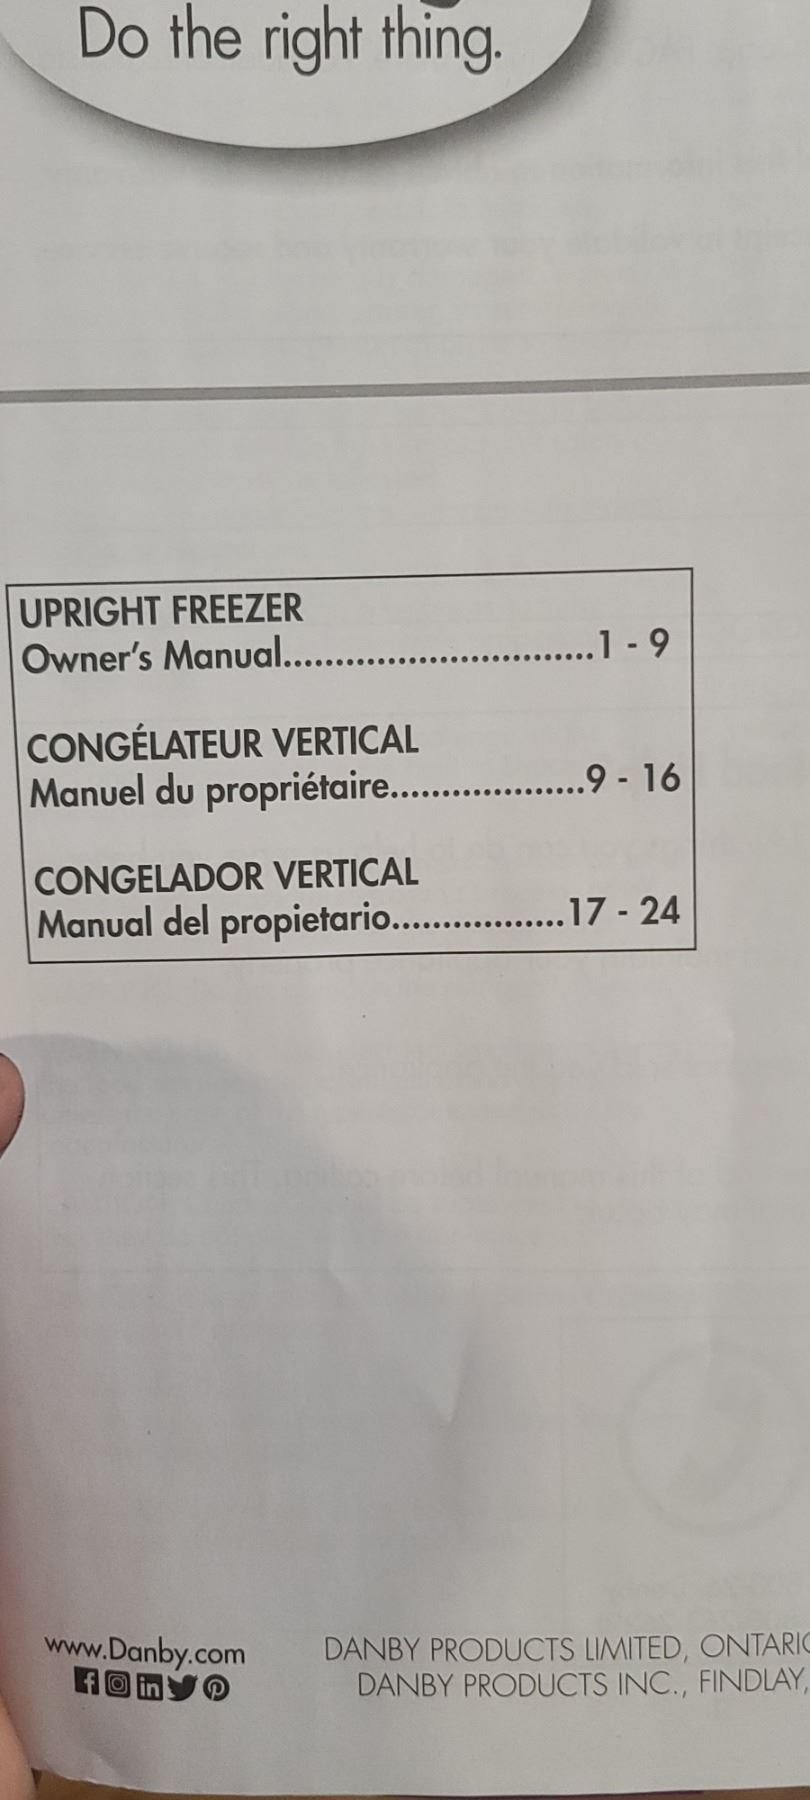 Do the right thing.
UPRIGHT FREEZER
Owner's Manual..............................1 - 9
CONGÉLATEUR VERTICAL
Manuel du propriétaire...................9 - 16
CONGELADOR VERTICAL
Manual del propietario.................17 - 24
www.Danby.com
DANBY PRODUCTS LIMITED, ONTARIO
DANBY PRODUCTS INC., FINDLAY,